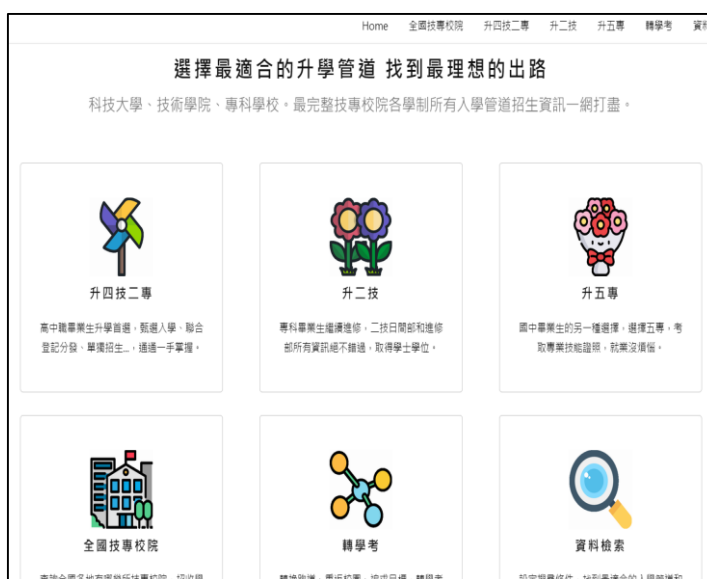 Home 全國技專校院 升四技二專 升二技 升五專 轉學考
選擇最適合的升學管道 找到最理想的出路
科技大學、技術學院、專科學校。最完整技專校院各學制所有入學管道招生資訊一網打盡。
升四技二專
高中職畢業生升學首選，甄選入學、聯合
登記分發、單獨招生...，通通一手掌握。
升二技
專科畢業生繼續進修，二技日間部和進修
部所有資訊絕不錯過，取得學士學位。
升五專
國中畢業生的另一種選擇，選擇五專，考
取專業技能證照，就業沒煩惱。
全國技專校院
轉學考
資料檢索